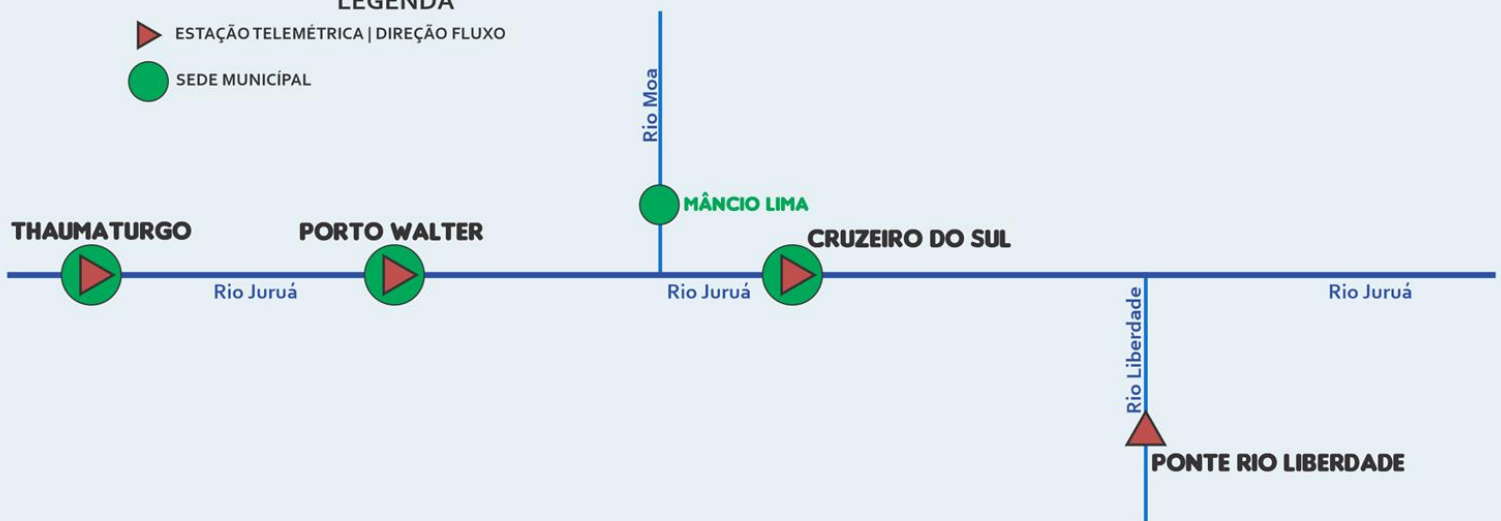 LEGENDA
ESTAÇÃO TELEMÉTRICA | DIREÇÃO FLUXO
SEDE MUNICÍPAL
Rio Moa
MÂNCIO LIMA
THAUMATURGO
PORTO WALTER
CRUZEIRO DO SUL
Rio Juruá
Rio Juruá
Rio Juruá
Rio Liberdade
PONTE RIO LIBERDADE